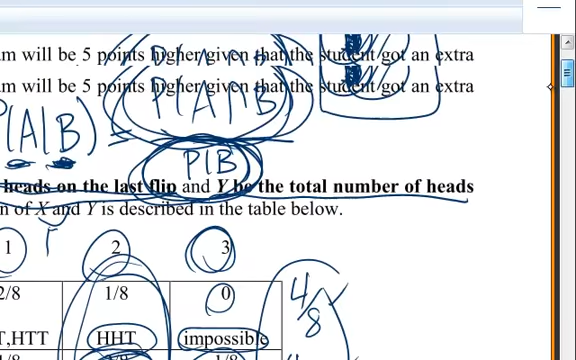 am will be 5 points higher given that the student got an extra
am will be 5 points higher given that the student got an extra
P(A∩B)
P(A|B) =
P(B)
heads on the last flip and Y be the total number of heads
n of X and Y is described in the table below.
1 2 3
2/8 1/8 0 4/8
T,HTT HHT impossible
1/8